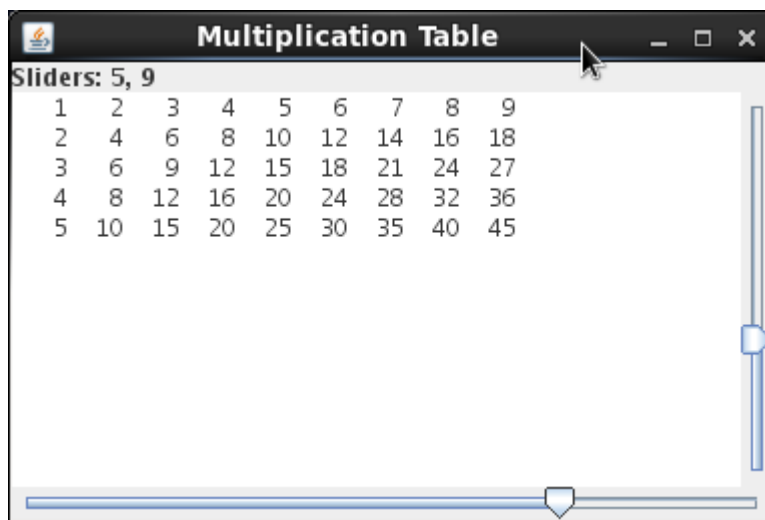 Multiplication Table
Sliders: 5, 9
1 2 3 4 5 6 7 8 9
2 4 6 8 10 12 14 16 18
3 6 9 12 15 18 21 24 27
4 8 12 16 20 24 28 32 36
5 10 15 20 25 30 35 40 45